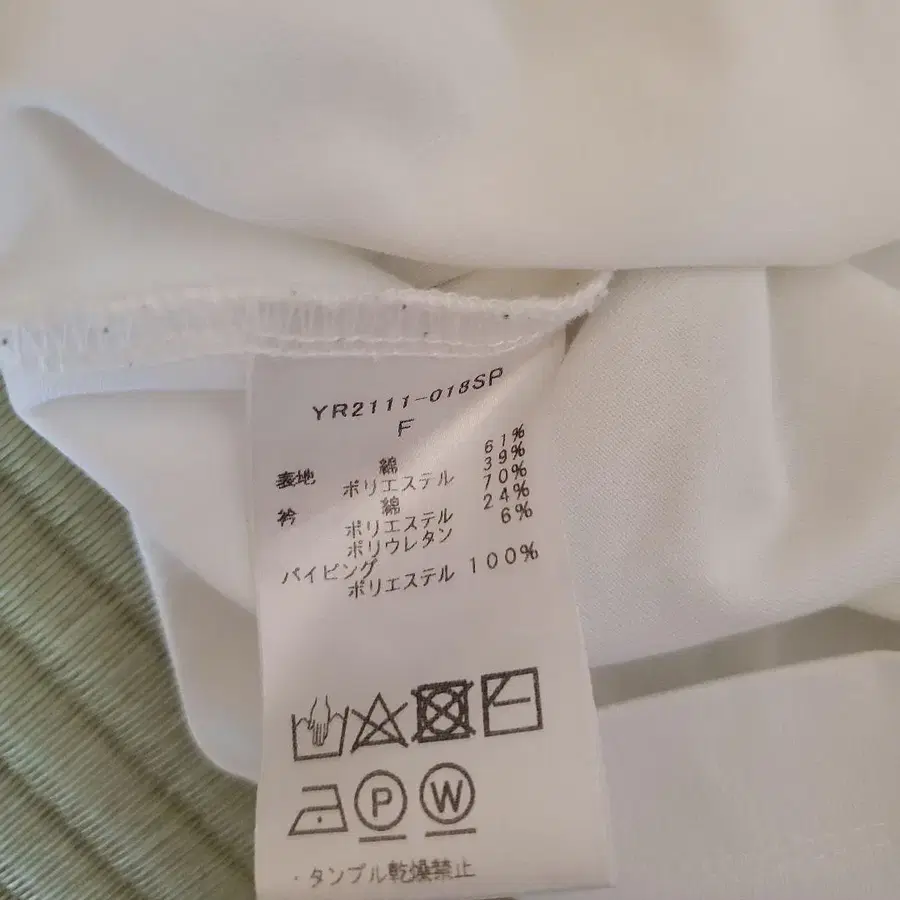 YR2111-018SP
F
表地 綿 61%
ポリエステル 39%
衿 綿 70%
ポリエステル 24%
ポリウレタン 6%
パイピング
ポリエステル 100%
P W
・タンブル乾燥禁止